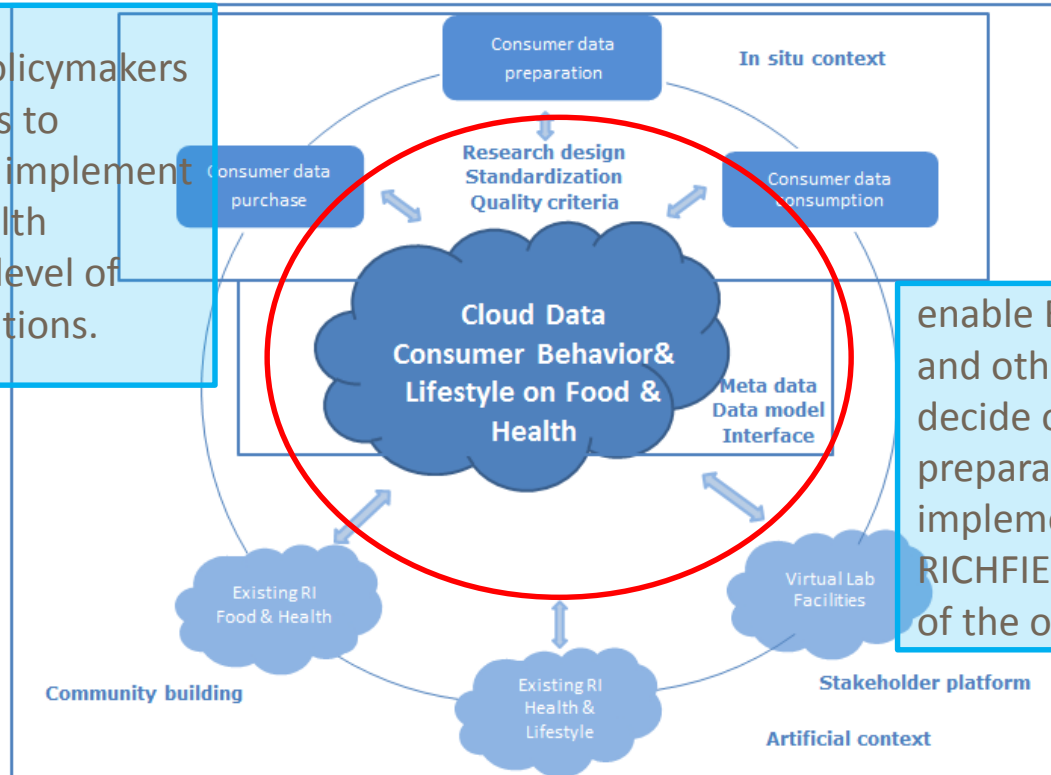 olicymakers
s to
implement
lth
level of
tions.
Consumer data
preparation
In situ context
Consumer data
purchase
Research design
Standardization
Quality criteria
Consumer data
consumption
Cloud Data
Consumer Behavior&
Lifestyle on Food &
Health
Meta data
Data model
Interface
enable
and oth
decide
prepara
impleme
RICHFIE
of the o
Existing RI
Food & Health
Virtual Lab
Facilities
Existing RI
Health &
Lifestyle
Community building
Stakeholder platform
Artificial context